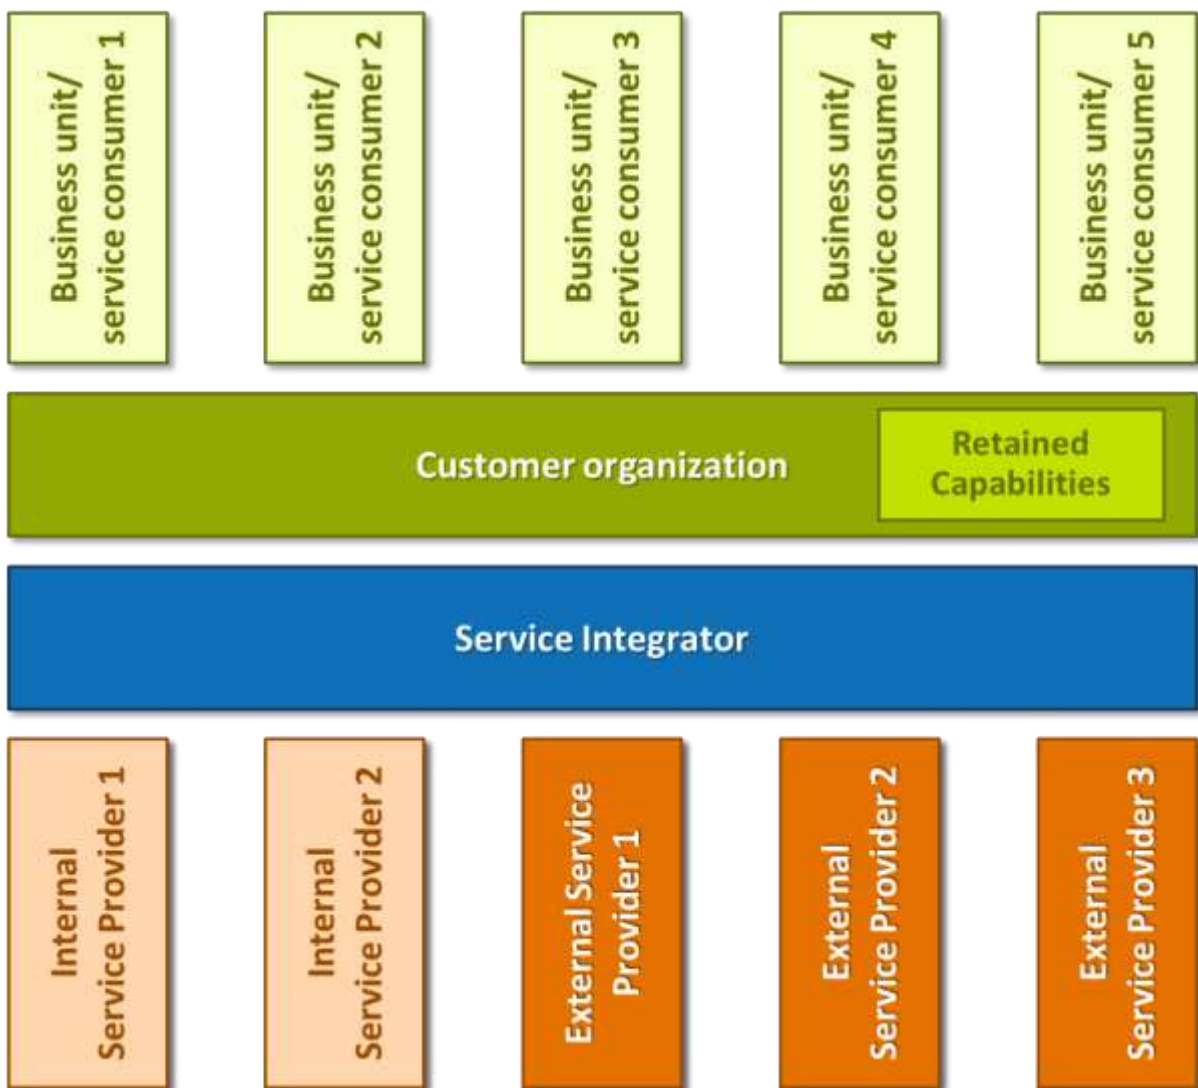 Business unit/
service consumer 1
Business unit/
service consumer 2
Business unit/
service consumer 3
Business unit/
service consumer 4
Business unit/
service consumer 5
Customer organization
Retained
Capabilities
Service Integrator
Internal
Service Provider 1
Internal
Service Provider 2
External Service
Provider 1
External
Service Provider 2
External
Service Provider 3